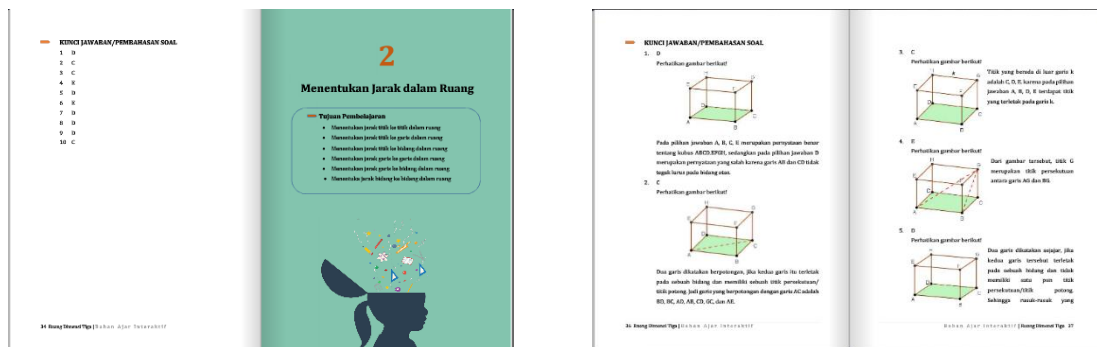 KUNCI JAWABAN/PEMBAHASAN SOAL
1 D
2 C
3 C
4 E
5 D
6 E
7 D
8 D
9 D
10 C
34 Ruang Dimensi Tiga | Bahan Ajar Interaktif
2
Menentukan Jarak dalam Ruang
Tujuan Pembelajaran
• Menentukan jarak titik ke titik dalam ruang
• Menentukan jarak titik ke garis dalam ruang
• Menentukan jarak titik ke bidang dalam ruang
• Menentukan jarak garis ke garis dalam ruang
• Menentukan jarak garis ke bidang dalam ruang
• Menentuka jarak bidang ke bidang dalam ruang
KUNCI JAWABAN/PEMBAHASAN SOAL
1. D
Perhatikan gambar berikut!
Pada pilihan jawaban A, B, C, E merupakan pernyataan benar
tentang kubus ABCD.EFGH, sedangkan pada pilihan jawaban D
merupakan pernyataan yang salah karena garis AB dan CD tidak
tegak lurus pada bidang atas.
2. C
Perhatikan gambar berikut!
Dua garis dikatakan berpotongan, jika kedua garis itu terletak
pada sebuah bidang dan memiliki sebuah titik persekutuan/
titik potong. Jadi garis yang berpotongan dengan garis AC adalah
BD, BC, AD, AB, CD, GC, dan AE.
36 Ruang Dimensi Tiga | Bahan Ajar Interaktif
3. C
Perhatikan gambar berikut!
Titik yang berada di luar garis k
adalah C, D, E, karena pada pilihan
jawaban A, B, D, E terdapat titik
yang terletak pada garis k.
4. E
Perhatikan gambar berikut!
Dari gambar tersebut, titik G
merupakan titik persekutuan
antara garis AG dan BG.
5. D
Perhatikan gambar berikut!
Dua garis dikatakan sejajar, jika
kedua garis tersebut terletak
pada sebuah bidang dan tidak
memiliki satu pun titik
persekutuan/titik potong.
Sehingga rusuk-rusuk yang
Bahan Ajar Interaktif | Ruang Dimensi Tiga 37